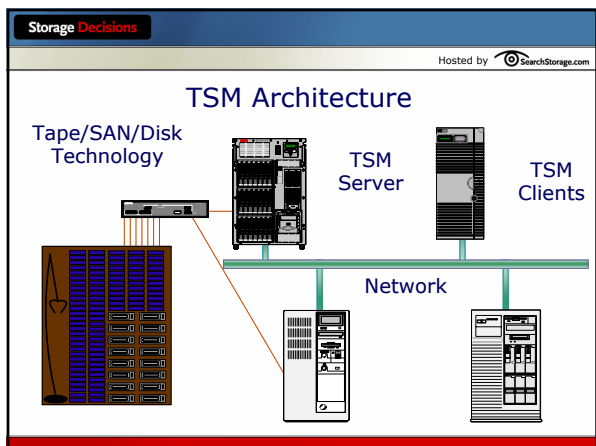 Storage Decisions
Hosted by SearchStorage.com
TSM Architecture
Tape/SAN/Disk
Technology
TSM
Server
TSM
Clients
Network